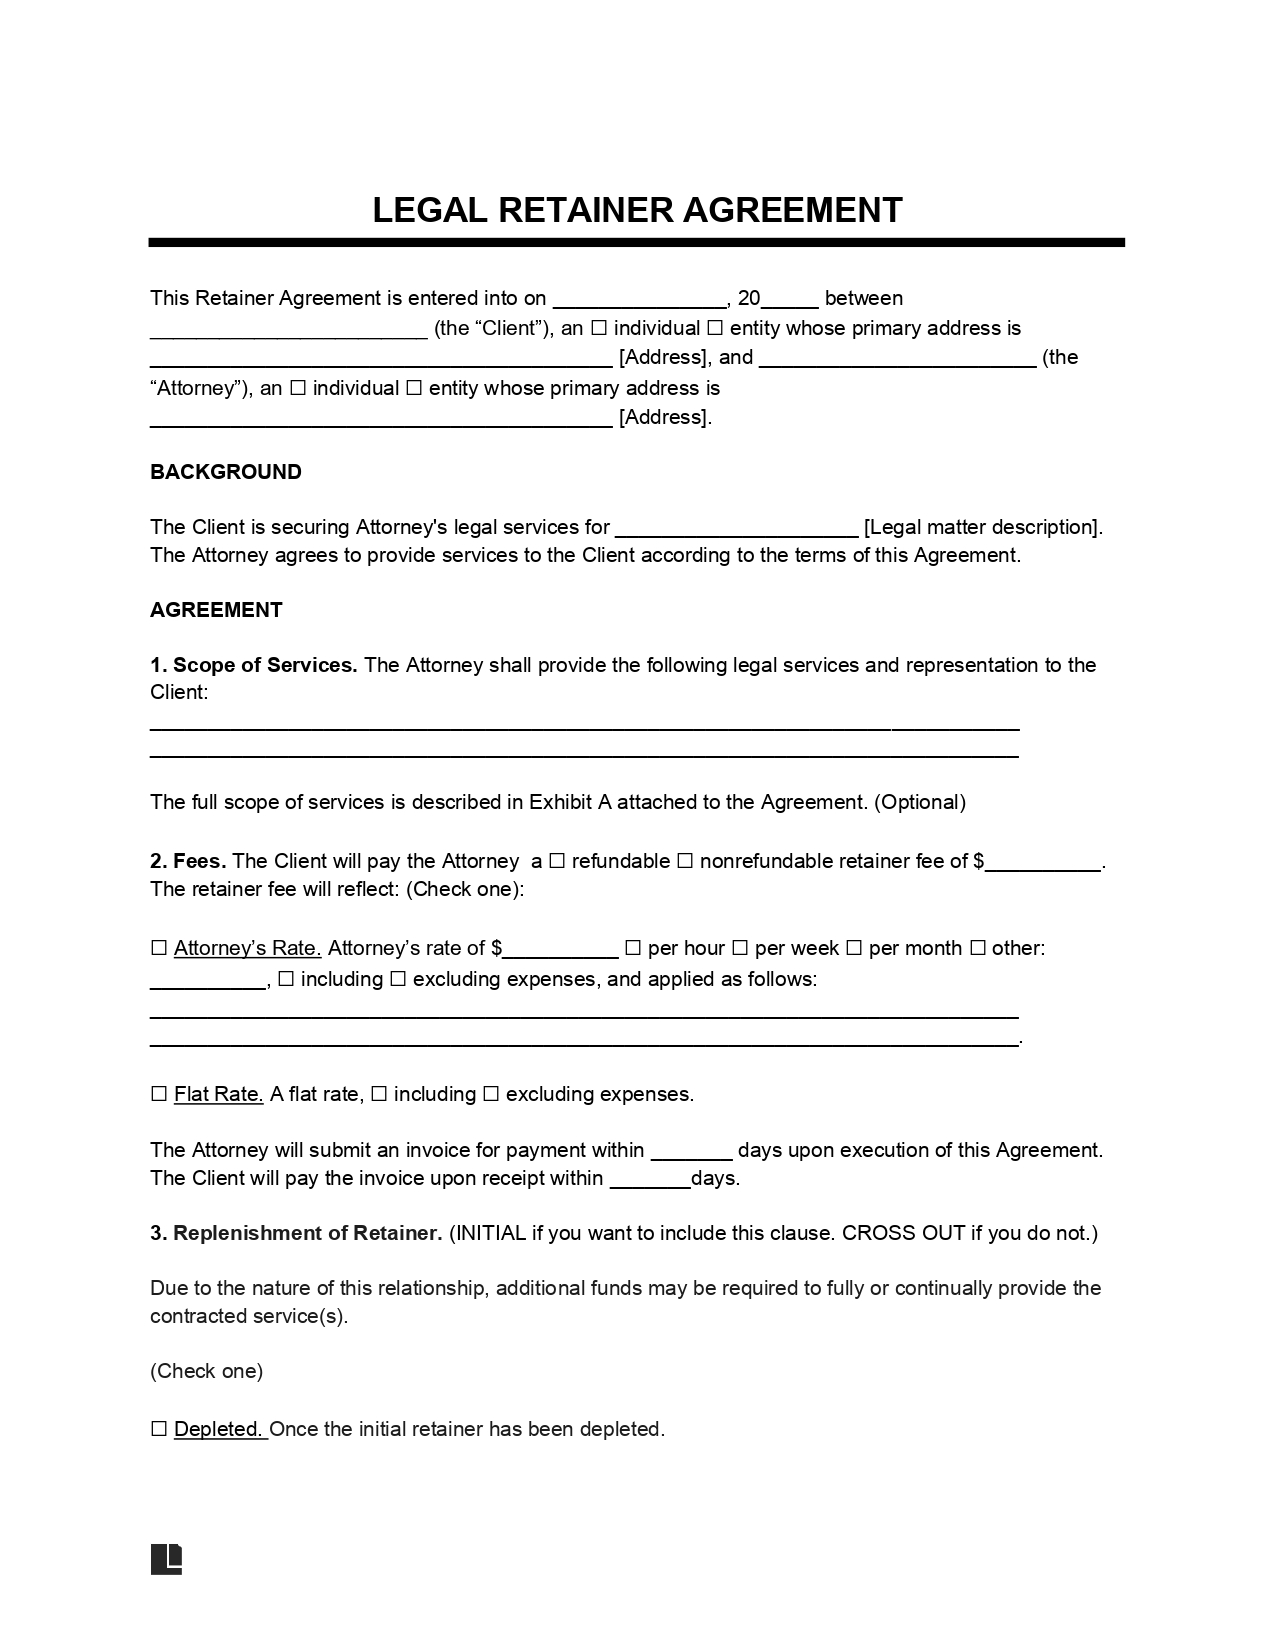 LEGAL RETAINER AGREEMENT
This Retainer Agreement is entered into on _______________, 20_____ between
________________________ (the “Client”), an ☐ individual ☐ entity whose primary address is
________________________________________ [Address], and ________________________ (the
“Attorney”), an ☐ individual ☐ entity whose primary address is
________________________________________ [Address].
BACKGROUND
The Client is securing Attorney's legal services for _____________________ [Legal matter description].
The Attorney agrees to provide services to the Client according to the terms of this Agreement.
AGREEMENT
1. Scope of Services. The Attorney shall provide the following legal services and representation to the
Client:
___________________________________________________________________________
___________________________________________________________________________
The full scope of services is described in Exhibit A attached to the Agreement. (Optional)
2. Fees. The Client will pay the Attorney  a ☐ refundable ☐ nonrefundable retainer fee of $__________.
The retainer fee will reflect: (Check one):
☐ Attorney’s Rate. Attorney’s rate of $__________ ☐ per hour ☐ per week ☐ per month ☐ other:
__________, ☐ including ☐ excluding expenses, and applied as follows:
___________________________________________________________________________
___________________________________________________________________________.
☐ Flat Rate. A flat rate, ☐ including ☐ excluding expenses.
The Attorney will submit an invoice for payment within _______ days upon execution of this Agreement.
The Client will pay the invoice upon receipt within _______days.
3. Replenishment of Retainer. (INITIAL if you want to include this clause. CROSS OUT if you do not.)
Due to the nature of this relationship, additional funds may be required to fully or continually provide the
contracted service(s).
(Check one)
☐ Depleted. Once the initial retainer has been depleted.